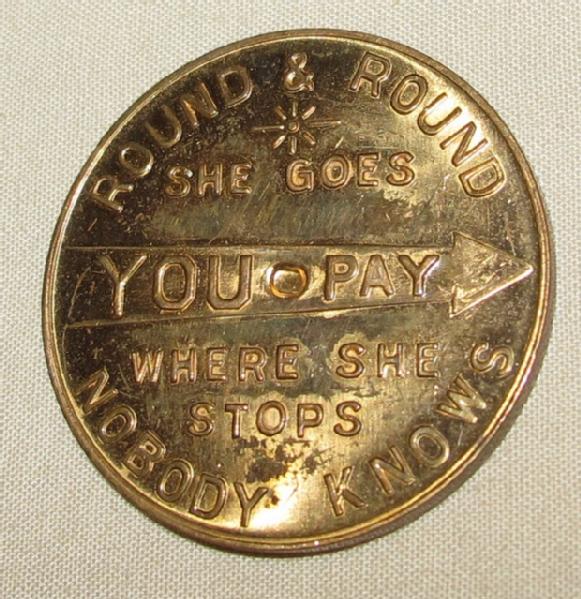 ROUND & ROUND
SHE GOES
YOU PAY
WHERE SHE
STOPS
NOBODY KNOWS